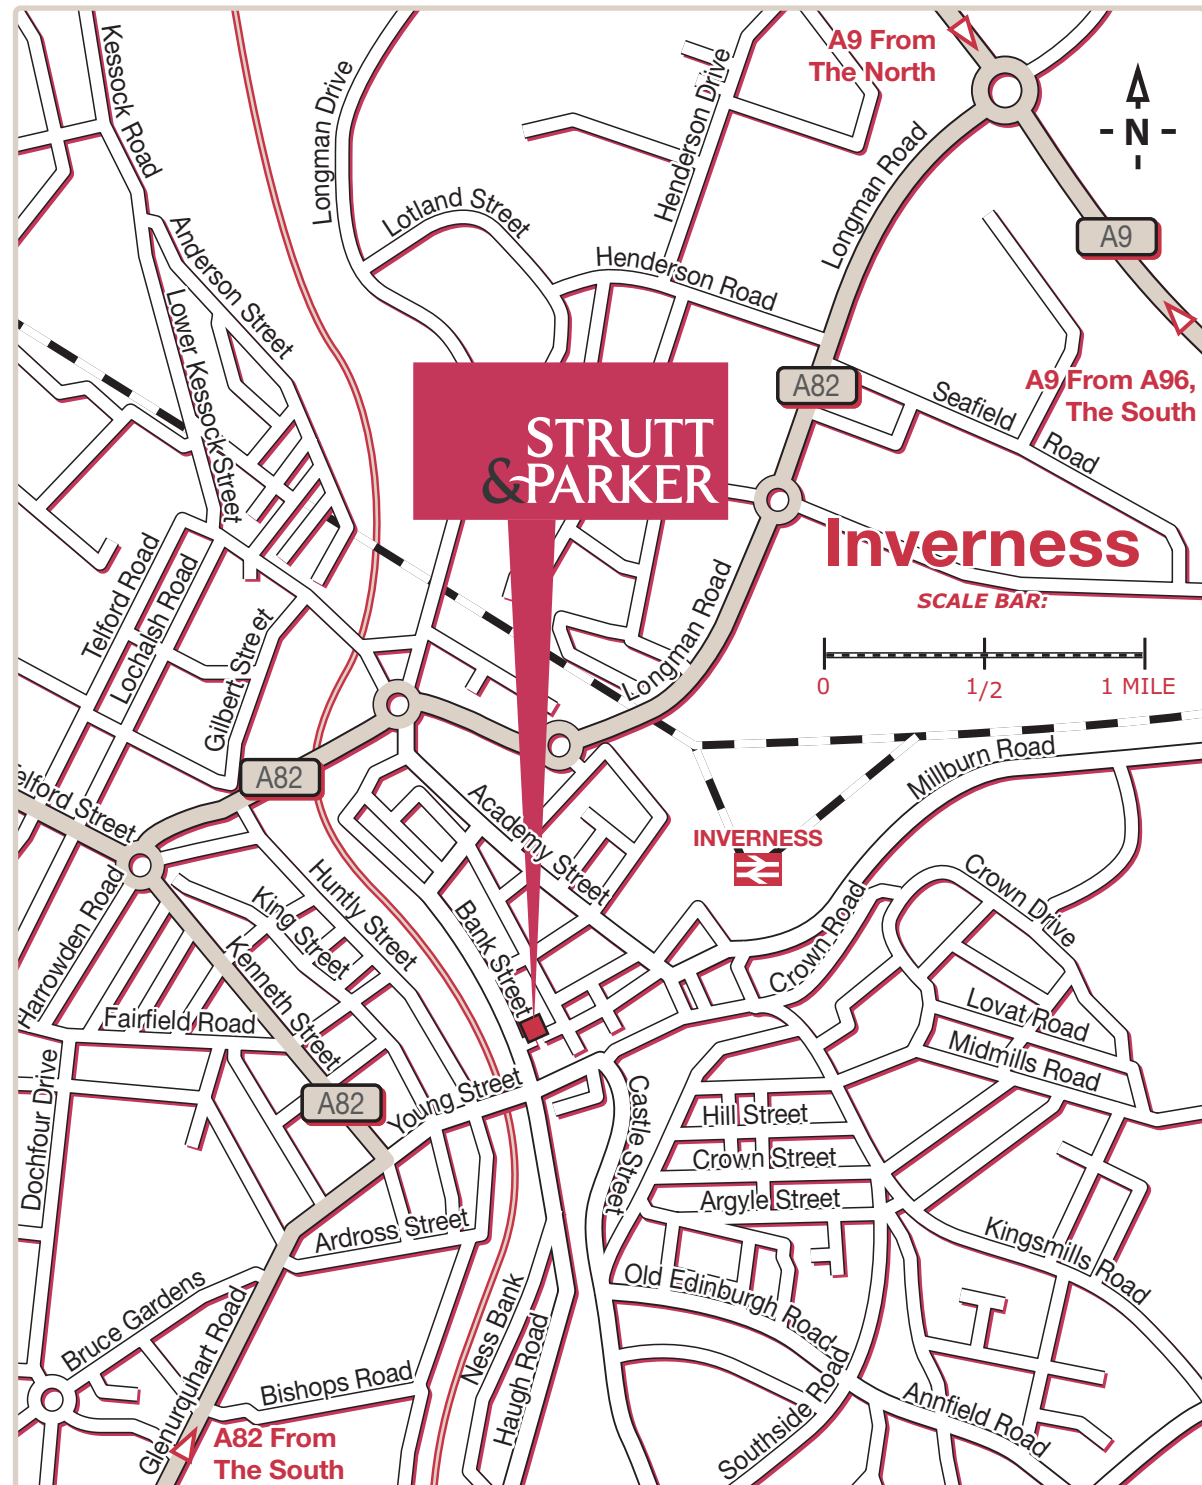 Kessock Road
Longman Drive
Henderson Drive
A9 From
The North
N
Longman Road
Lotland Street
Anderson Street
A9
Henderson Road
Lower Kessock Street
A82
A9 From A96,
The South
Seafield
Road
STRUTT
&PARKER
Inverness
SCALE BAR:
0
1/2
1 MILE
Telford Road
Lochalsh Road
Gilbert Street
Longman Road
A82
Millburn Road
elford Street
Academy Street
INVERNESS
Huntly Street
King Street
Bank Street
Crown Road
Crown Drive
Crown Road
Harrowden Road
Kenneth Street
Fairfield Road
Lovat Road
Midmills Road
Dochfour Drive
A82
Young Street
Castle Street
Hill Street
Crown Street
Argyle Street
Ardross Street
Kingsmills Road
Old Edinburgh Road
Bruce Gardens
Glenurquhart Road
Ness Bank
Haugh Road
Bishops Road
Southside Road
Annfield Road
A82 From
The South